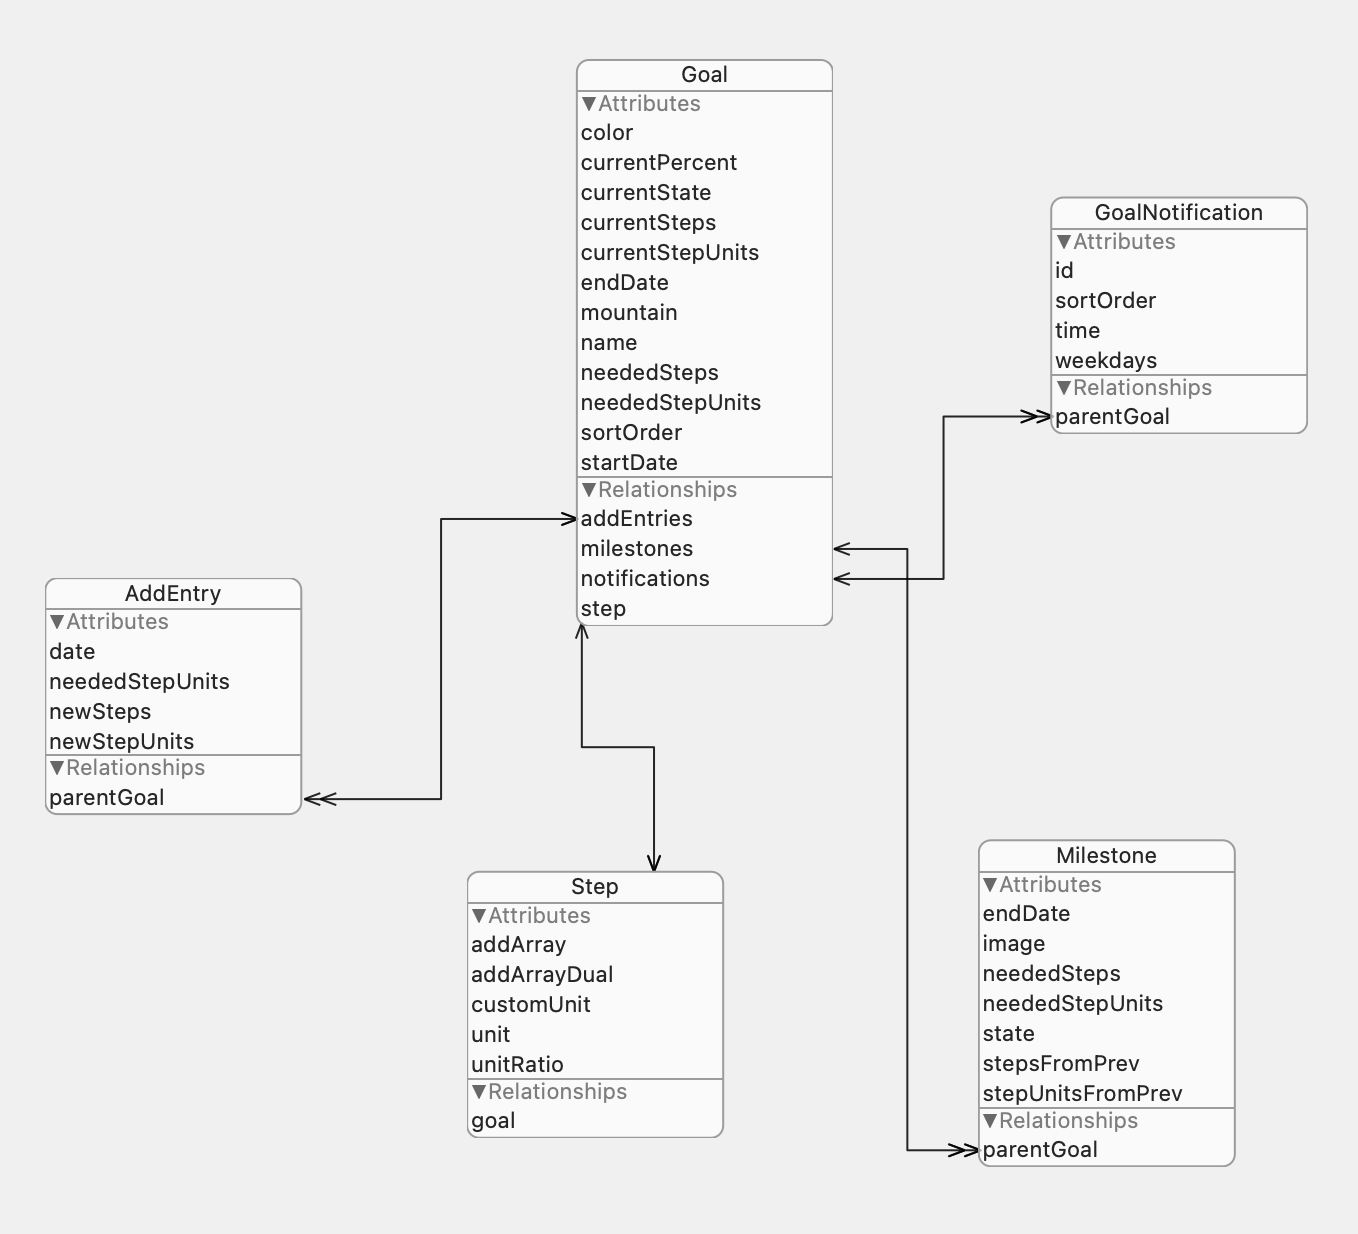 Goal
▼Attributes
color
currentPercent
currentState
currentSteps
currentStepUnits
endDate
mountain
name
neededSteps
neededStepUnits
sortOrder
startDate
▼Relationships
addEntries
milestones
notifications
step
GoalNotification
▼Attributes
id
sortOrder
time
weekdays
▼Relationships
parentGoal
AddEntry
▼Attributes
date
neededStepUnits
newSteps
newStepUnits
▼Relationships
parentGoal
Step
▼Attributes
addArray
addArrayDual
customUnit
unit
unitRatio
▼Relationships
goal
Milestone
▼Attributes
endDate
image
neededSteps
neededStepUnits
state
stepsFromPrev
stepUnitsFromPrev
▼Relationships
parentGoal